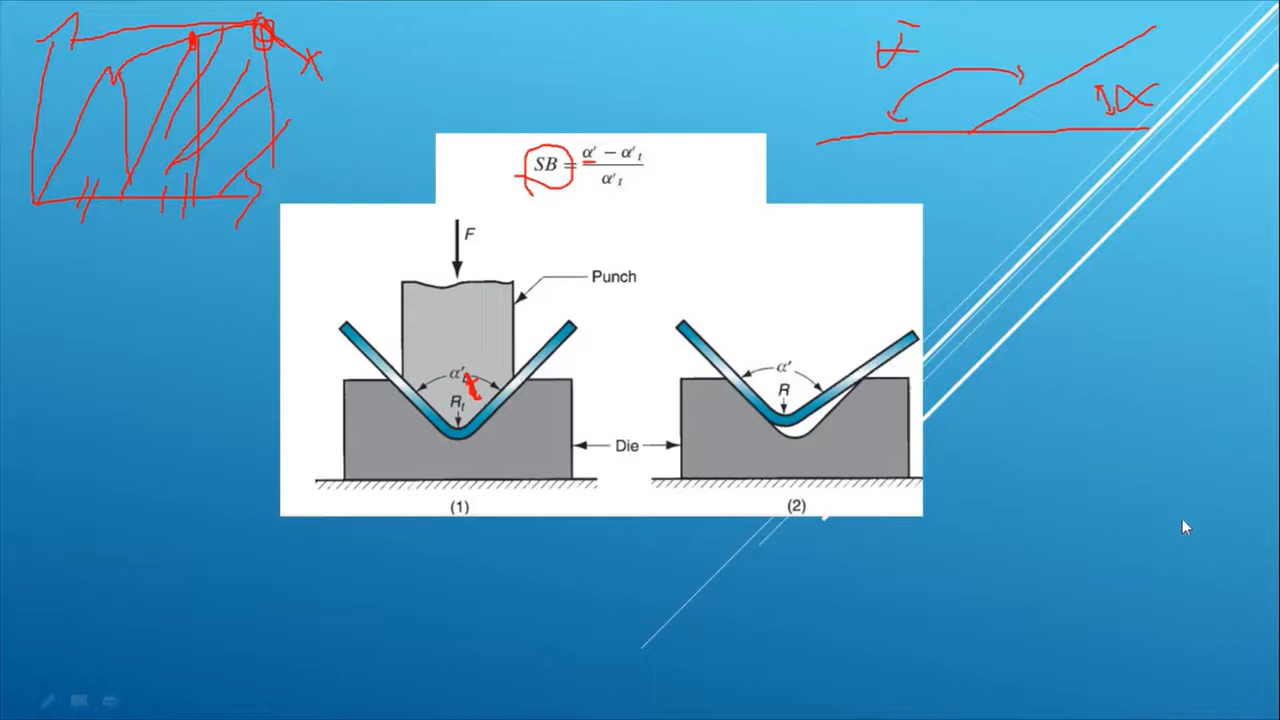 X
α
SB = (α' − α't) / α't
F
Punch
α't
Rt
α'
R
Die
(1)
(2)